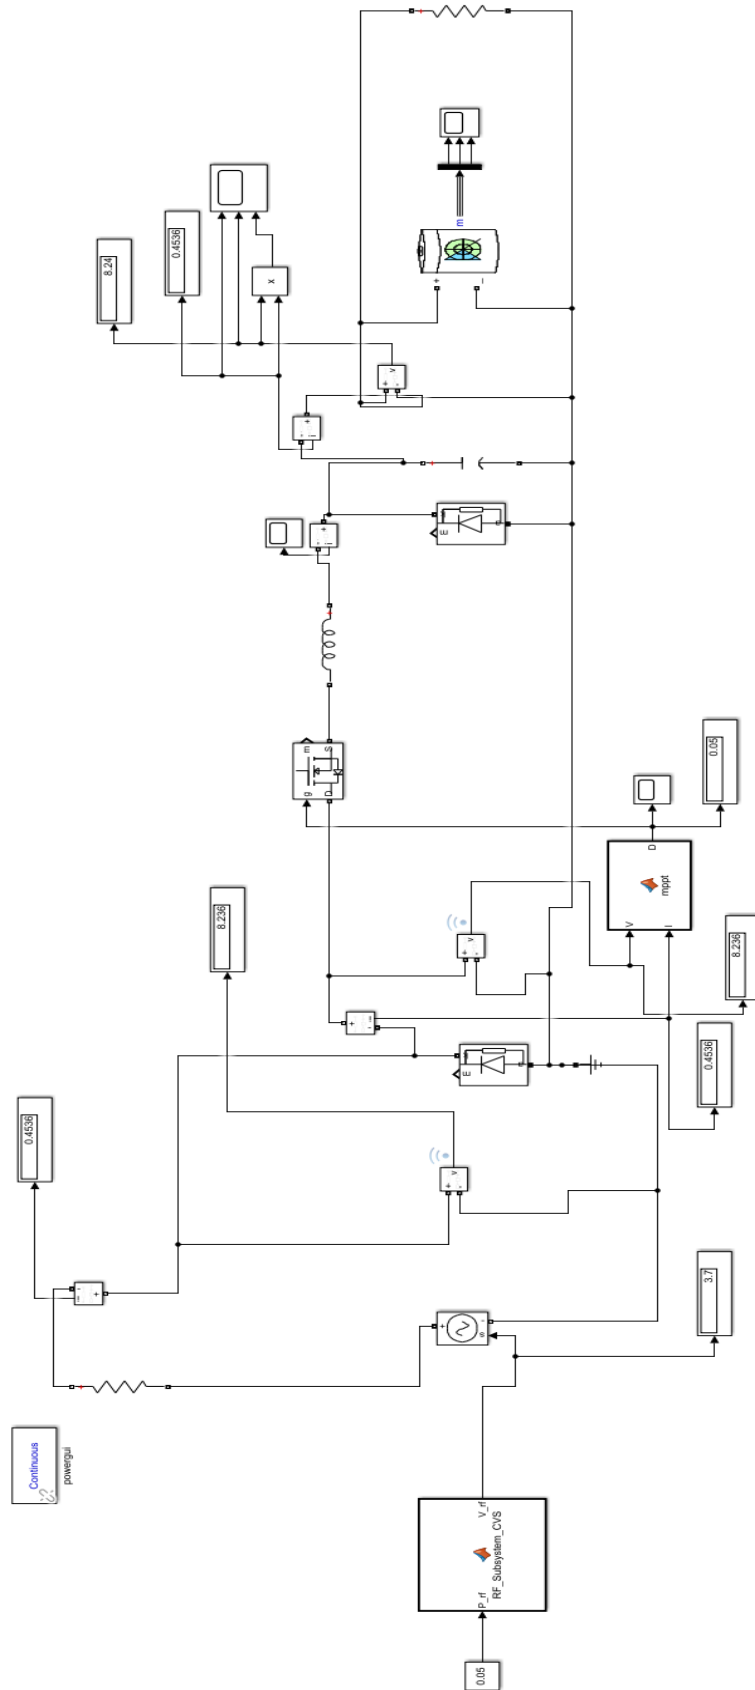 Continuous
powergui
0.05
P_rf
V_rf
RF_Subsystem_CVS
3.7
0.4536
8.236
0.4536
8.236
V
I
D
mppt
0.05
g
m
D
S
8.24
0.4536
x
m